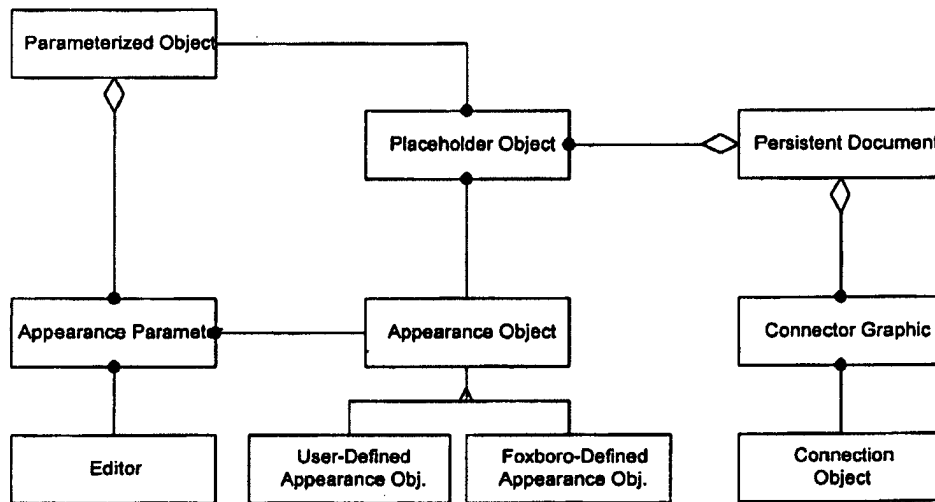 Parameterized Object
Placeholder Object
Persistent Document
Appearance Parameter
Appearance Object
Connector Graphic
Editor
User-Defined
Appearance Obj.
Foxboro-Defined
Appearance Obj.
Connection
Object